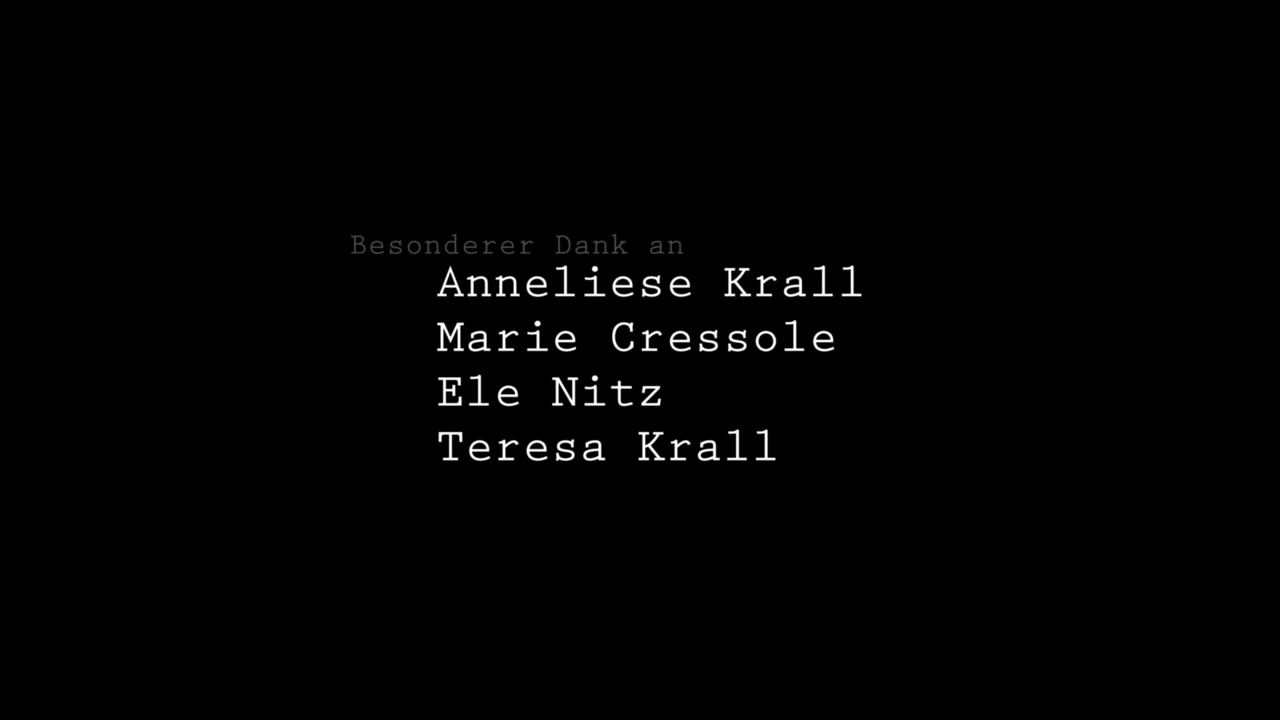 Besonderer Dank an
Anneliese Krall
Marie Cressole
Ele Nitz
Teresa Krall